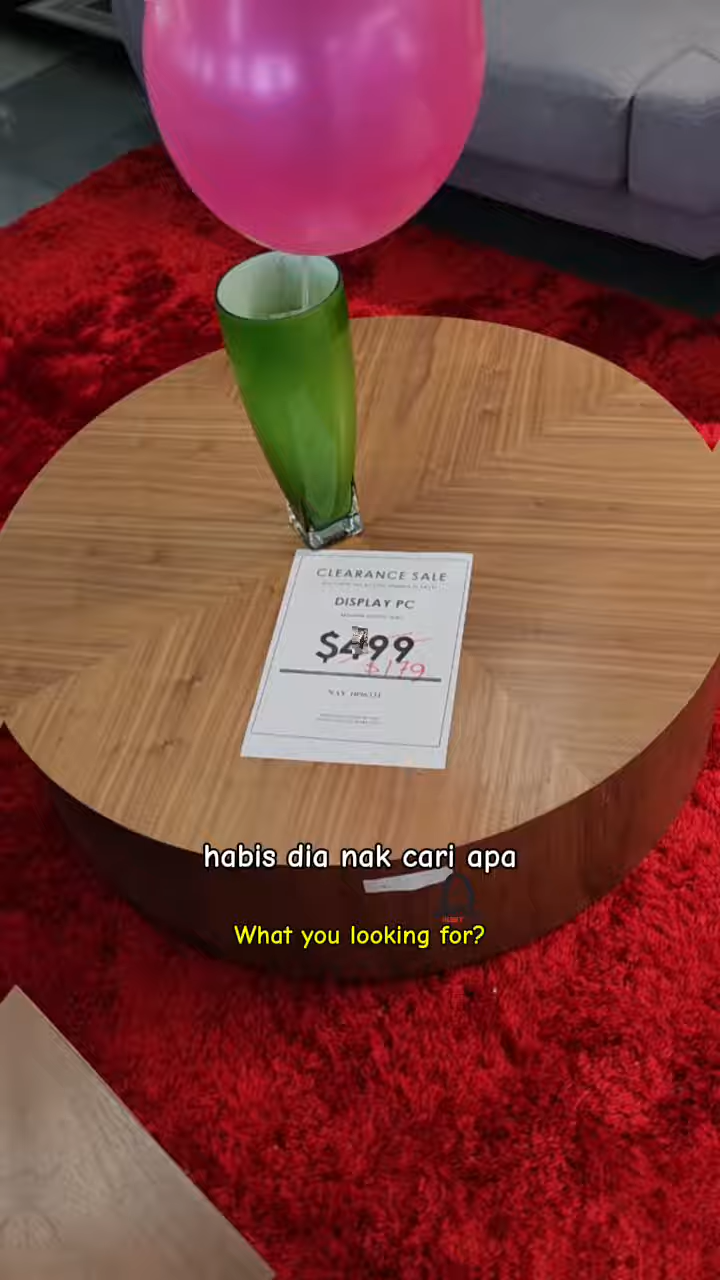 CLEARANCE SALE
DISPLAY PC
$499
$179
habis dia nak cari apa
What you looking for?